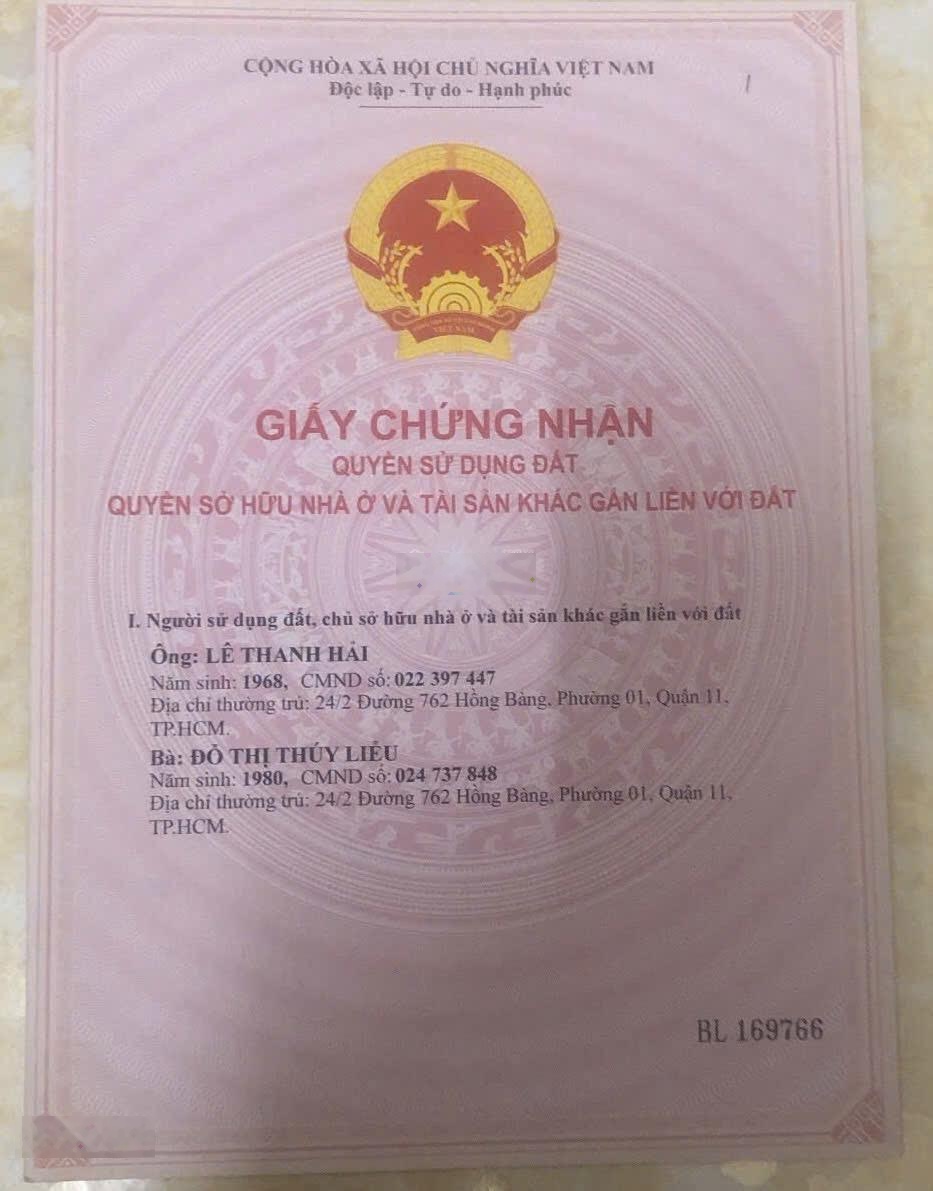 CỘNG HÒA XÃ HỘI CHỦ NGHĨA VIỆT NAM
Độc lập - Tự do - Hạnh phúc
1
VIỆT NAM
GIẤY CHỨNG NHẬN
QUYỀN SỬ DỤNG ĐẤT
QUYỀN SỞ HỮU NHÀ Ở VÀ TÀI SẢN KHÁC GẮN LIỀN VỚI ĐẤT
I. Người sử dụng đất, chủ sở hữu nhà ở và tài sản khác gắn liền với đất
Ông: LÊ THANH HẢI
Năm sinh: 1968, CMND số: 022 397 447
Địa chỉ thường trú: 24/2 Đường 762 Hồng Bàng, Phường 01, Quận 11,
TP.HCM.
Bà: ĐỖ THỊ THÚY LIỄU
Năm sinh: 1980, CMND số: 024 737 848
Địa chỉ thường trú: 24/2 Đường 762 Hồng Bàng, Phường 01, Quận 11,
TP.HCM.
BL 169766